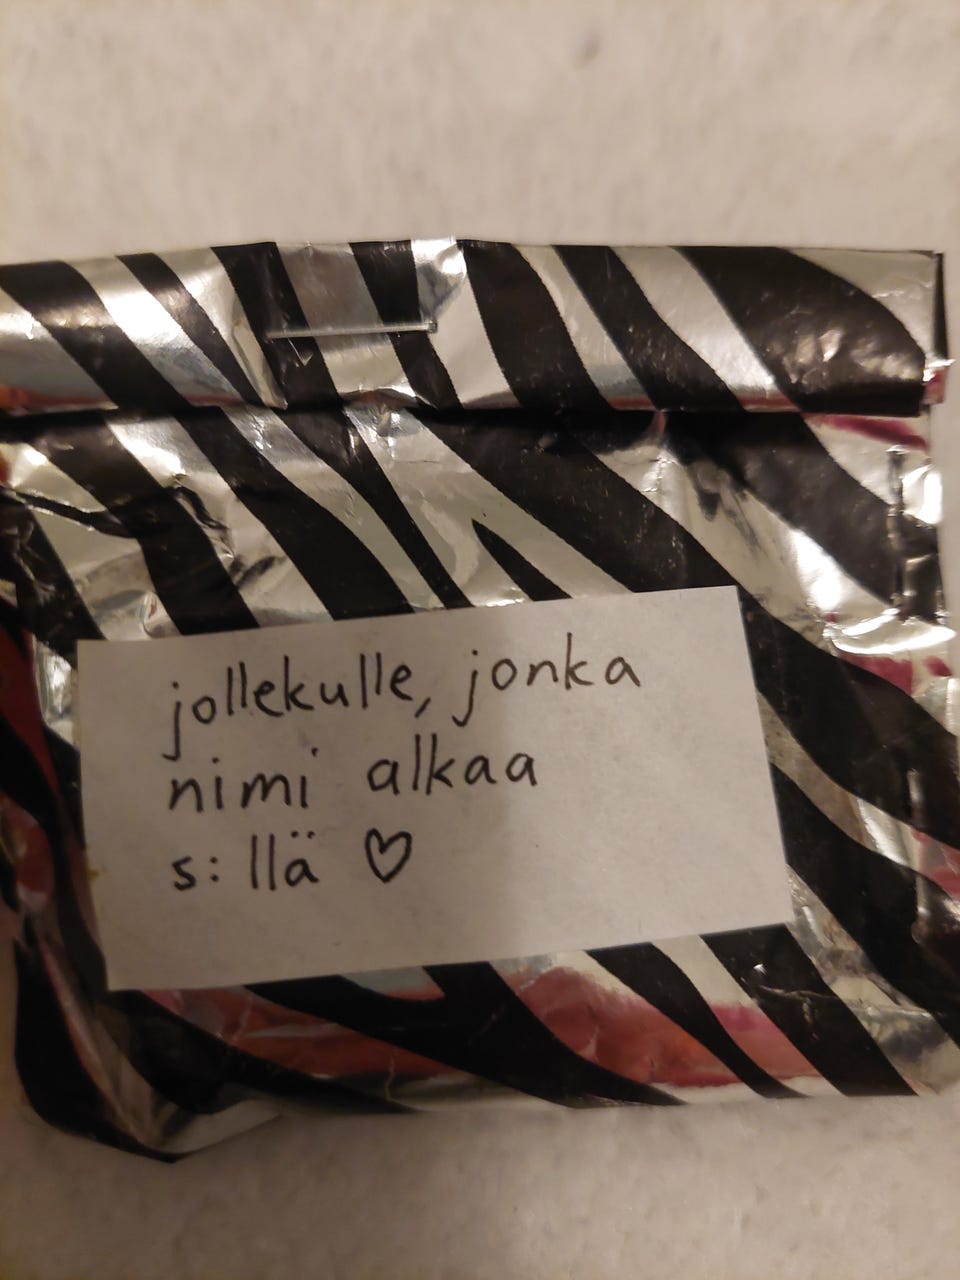 jollekulle, jonka
nimi alkaa
s:llä ♡